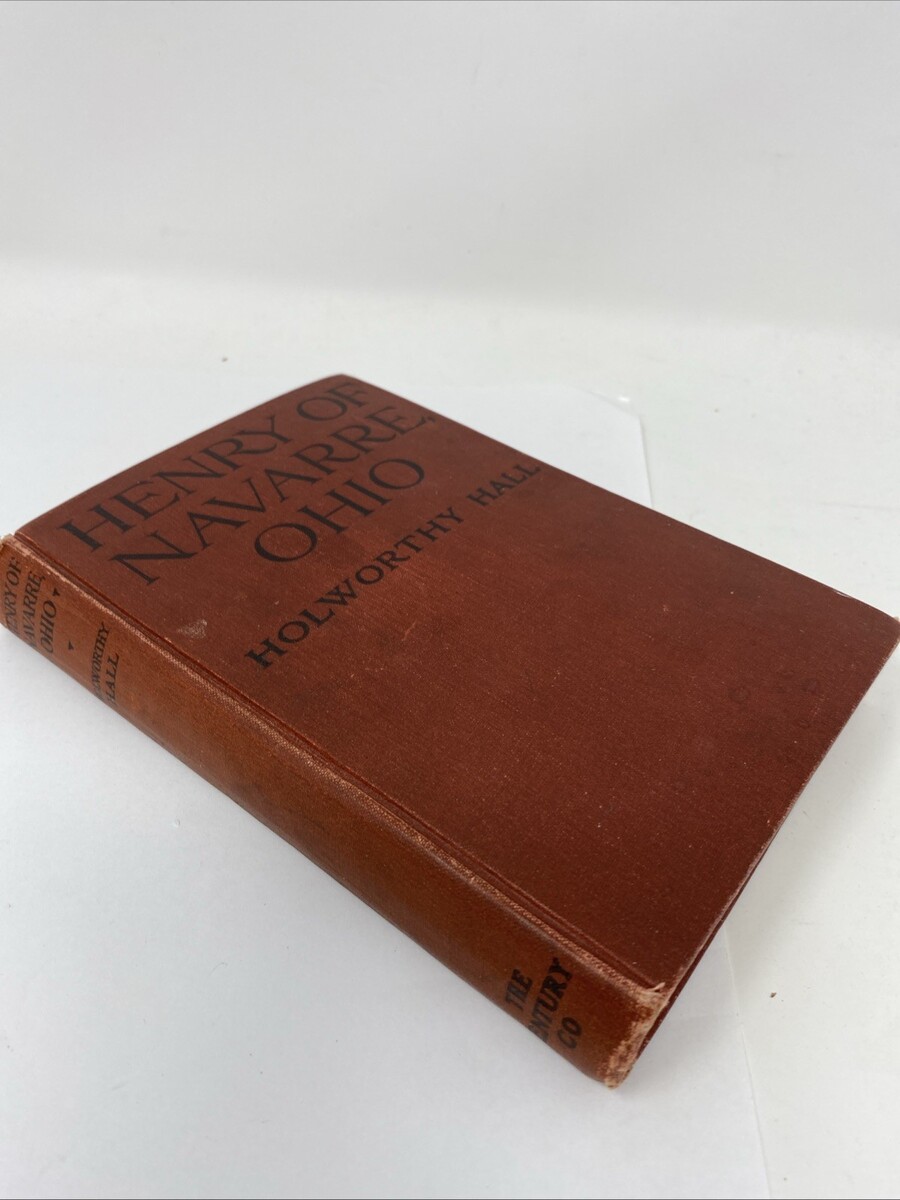 HENRY OF
NAVARRE,
OHIO
HOLWORTHY HALL
HENRY OF
NAVARRE,
OHIO
HOLWORTHY
HALL
THE
CENTURY
CO